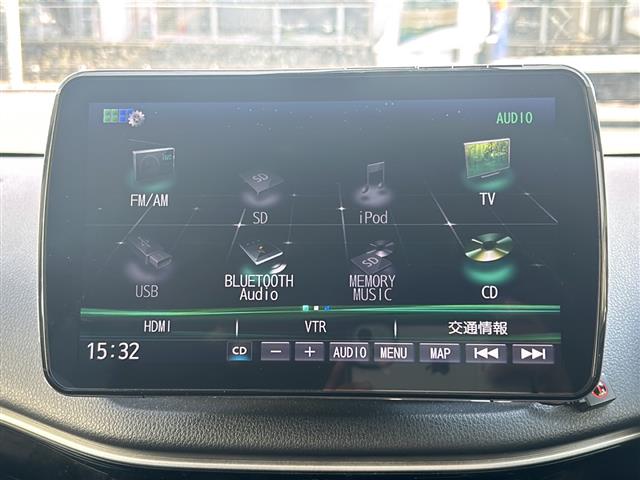 AUDIO
FM/AM
SD
iPod
TV
USB
BLUETOOTH
Audio
MEMORY
MUSIC
CD
HDMI
VTR
交通情報
15:32
CD − + AUDIO MENU MAP